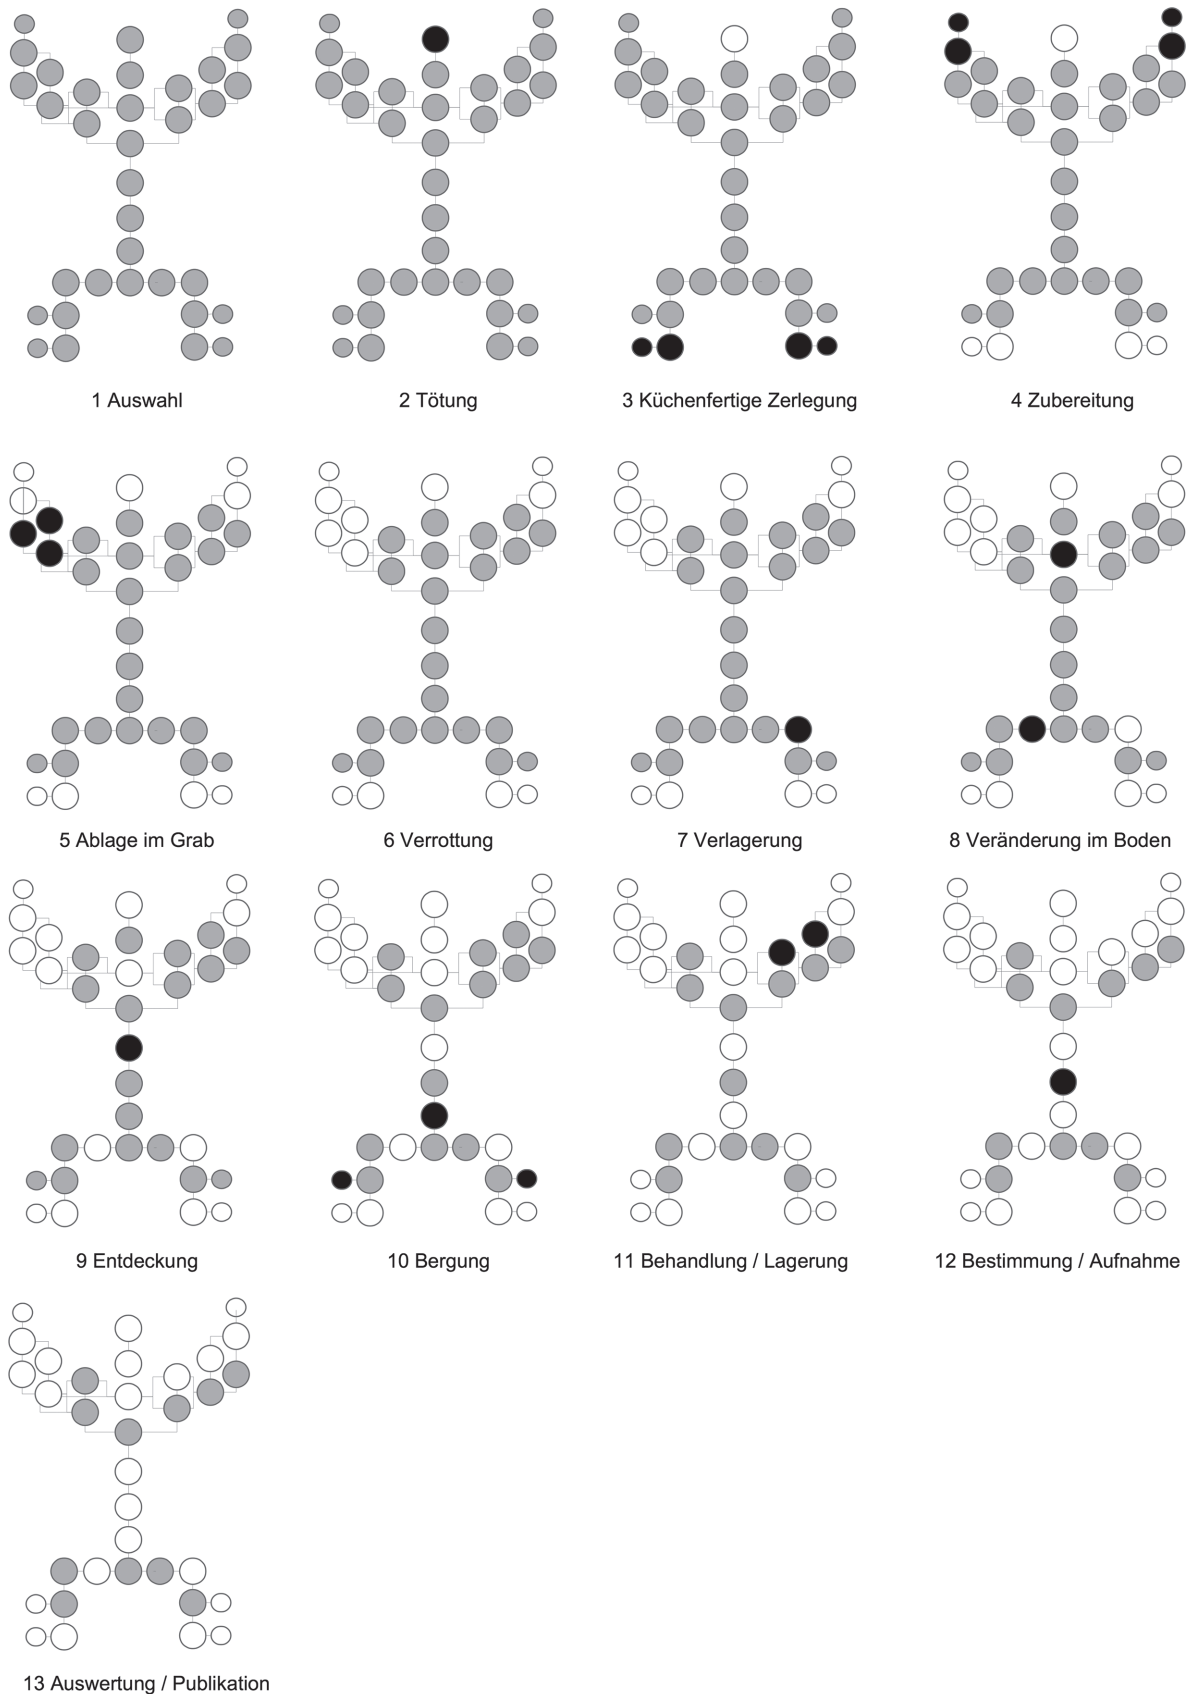 1 Auswahl
2 Tötung
3 Küchenfertige Zerlegung
4 Zubereitung
5 Ablage im Grab
6 Verrottung
7 Verlagerung
8 Veränderung im Boden
9 Entdeckung
10 Bergung
11 Behandlung / Lagerung
12 Bestimmung / Aufnahme
13 Auswertung / Publikation